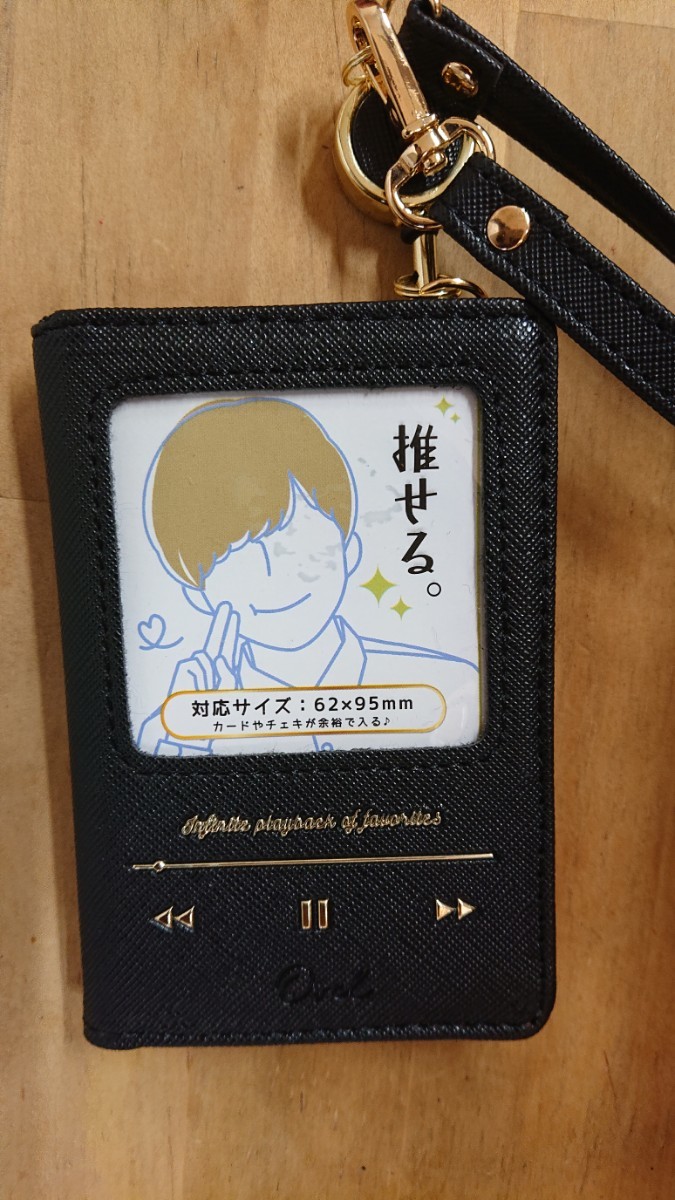 推せる。
対応サイズ：62×95mm
カードやチェキが余裕で入る♪
Infinite playback of favorites